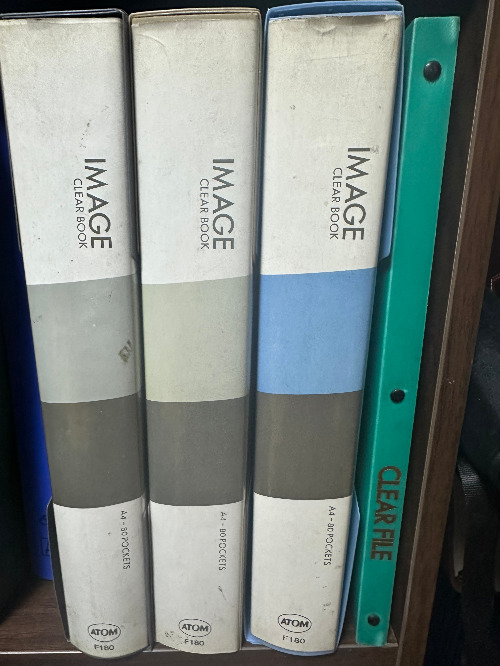 IMAGE
CLEAR BOOK
A4 - 80 POCKETS
ATOM
F180
IMAGE
CLEAR BOOK
A4 - 80 POCKETS
ATOM
F180
IMAGE
CLEAR BOOK
A4 - 80 POCKETS
ATOM
F180
CLEAR FILE